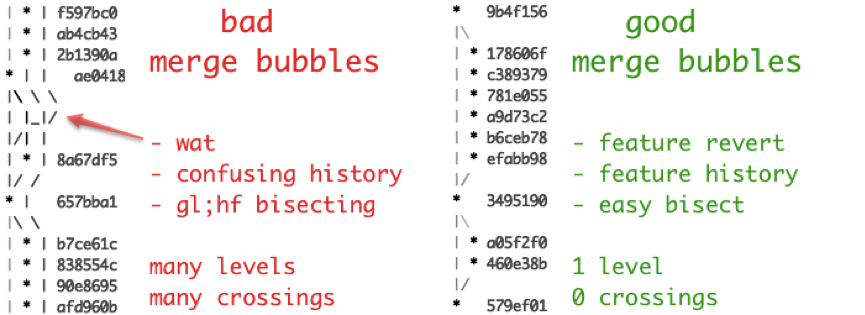 | * | f597bc0
| * | ab4cb43
| * | 2b1390a
* | | ae0418
|\ \ \
| |_|/
|/| |
| * | 8a67df5
|/ /
* | 657bba1
|\ \
| * | b7ce61c
| * | 838554c
| * | 90e8695
| * | afd960b
bad
merge bubbles
- wat
- confusing history
- gl;hf bisecting
many levels
many crossings
* 9b4f156
|\
| * 178606f
| * c389379
| * 781e055
| * a9d73c2
| * b6ceb78
| * efabb98
|/
* 3495190
|\
| * a05f2f0
| * 460e38b
|/
* 579ef01
good
merge bubbles
- feature revert
- feature history
- easy bisect
1 level
0 crossings